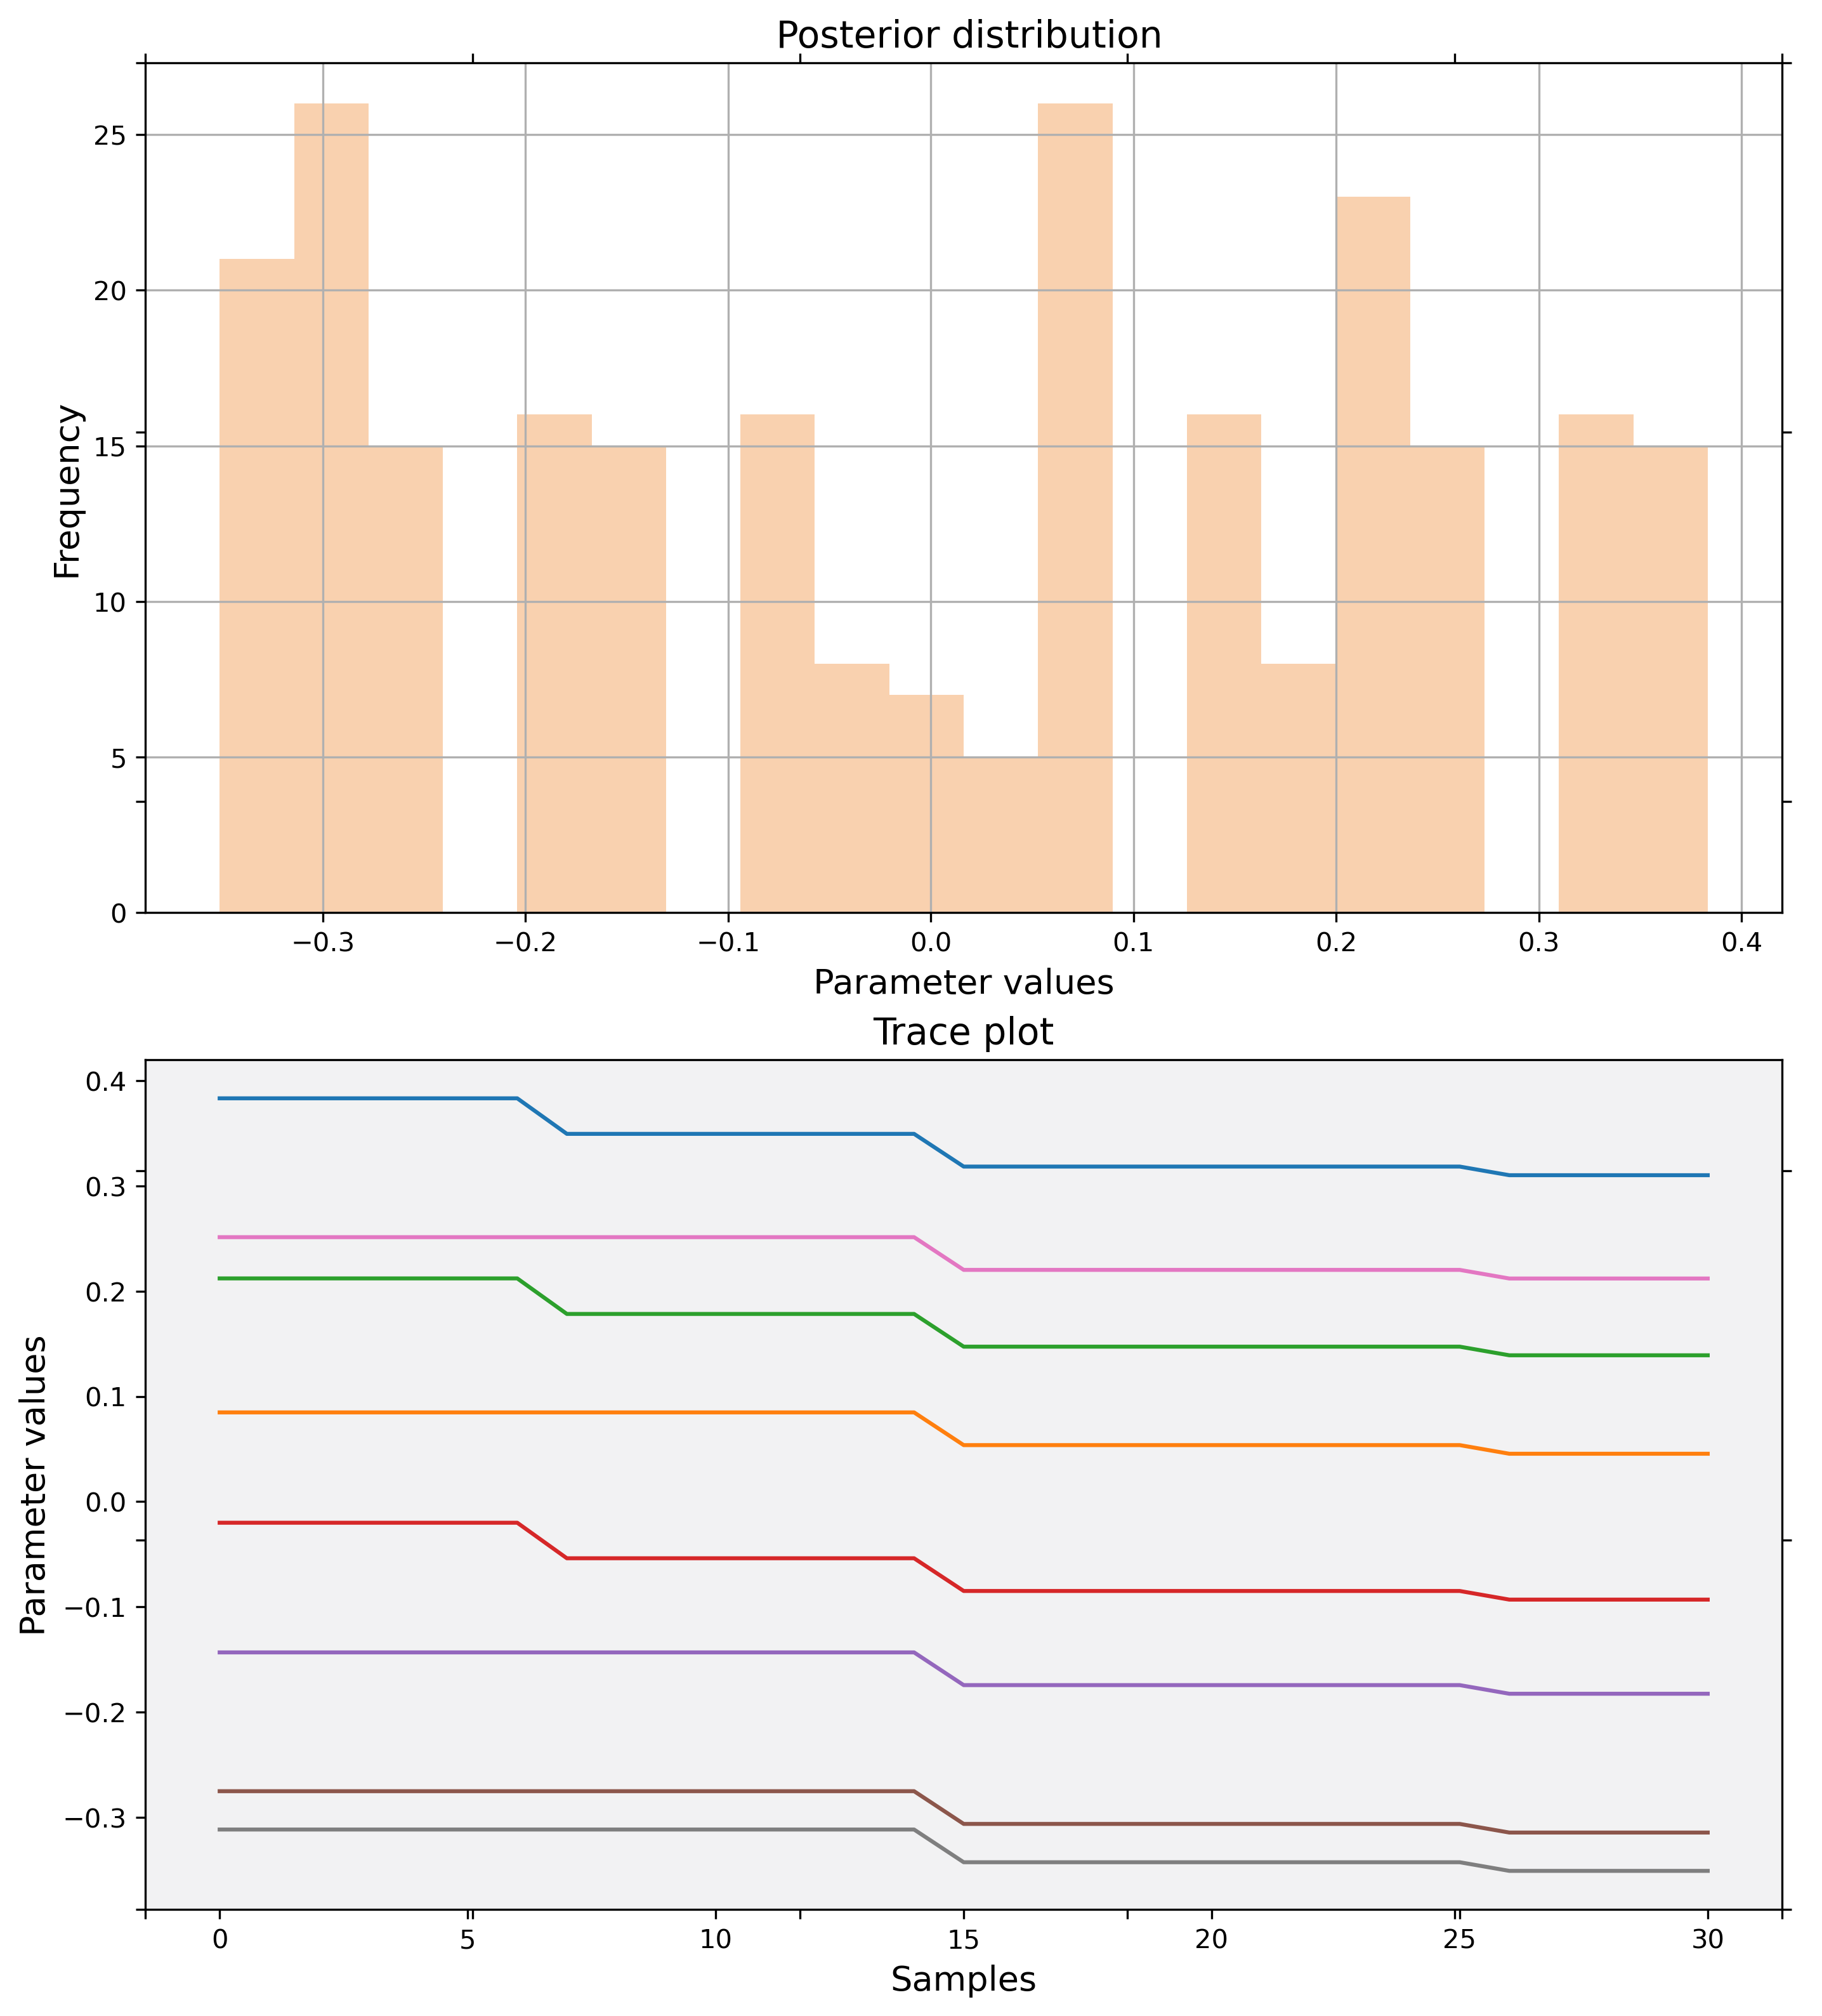 Posterior distribution
Frequency
25
20
15
10
5
0
−0.3 −0.2 −0.1 0.0 0.1 0.2 0.3 0.4
Parameter values
Trace plot
Parameter values
0.4
0.3
0.2
0.1
0.0
−0.1
−0.2
−0.3
0 5 10 15 20 25 30
Samples